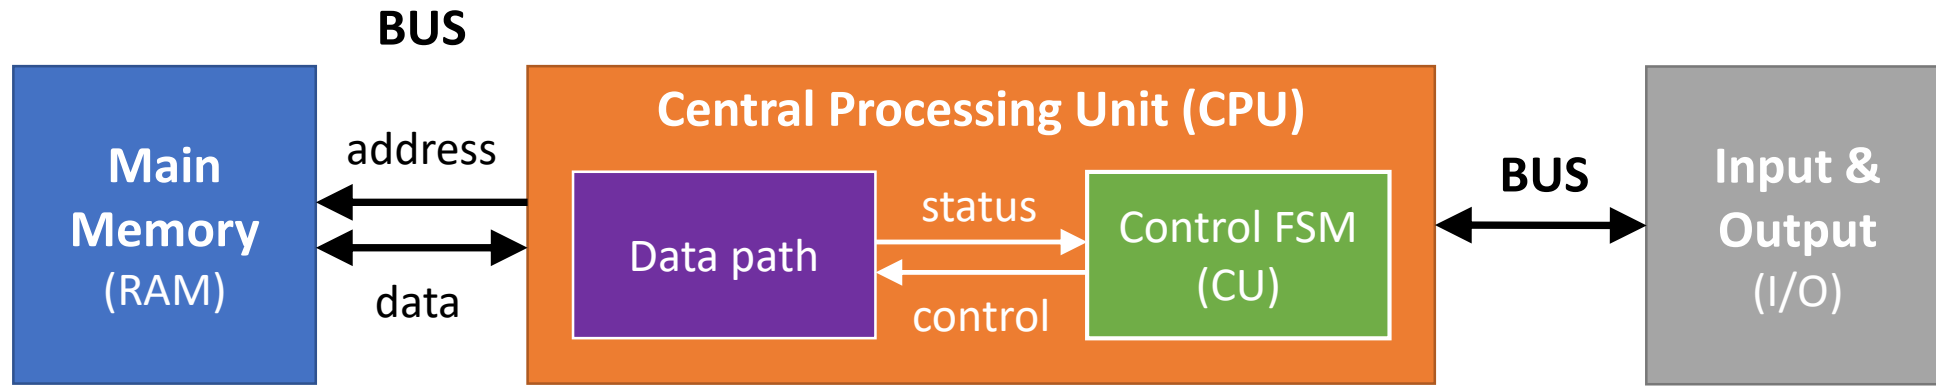 BUS
Main
Memory
(RAM)
address
data
Central Processing Unit (CPU)
Data path
status
control
Control FSM
(CU)
BUS
Input &
Output
(I/O)